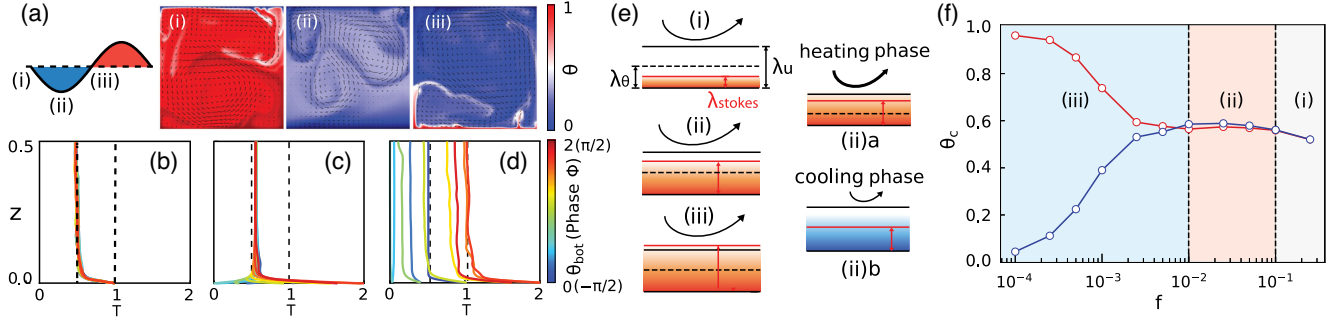 (a)
(i)
(ii)
(iii)
(i)
(ii)
(iii)
1
θ
0
(b)
(c)
(d)
0.5
Z
0.0
0
1
2
T
0
1
2
T
0
1
2
T
2(π/2)
θbot (Phase Φ)
0(−π/2)
(e)
(i)
λθ
λu
λstokes
(ii)
(iii)
heating phase
(ii)a
cooling phase
(ii)b
(f)
1.0
0.8
0.6
0.4
0.2
0.0
θc
(iii)
(ii)
(i)
10⁻⁴
10⁻³
10⁻²
10⁻¹
f